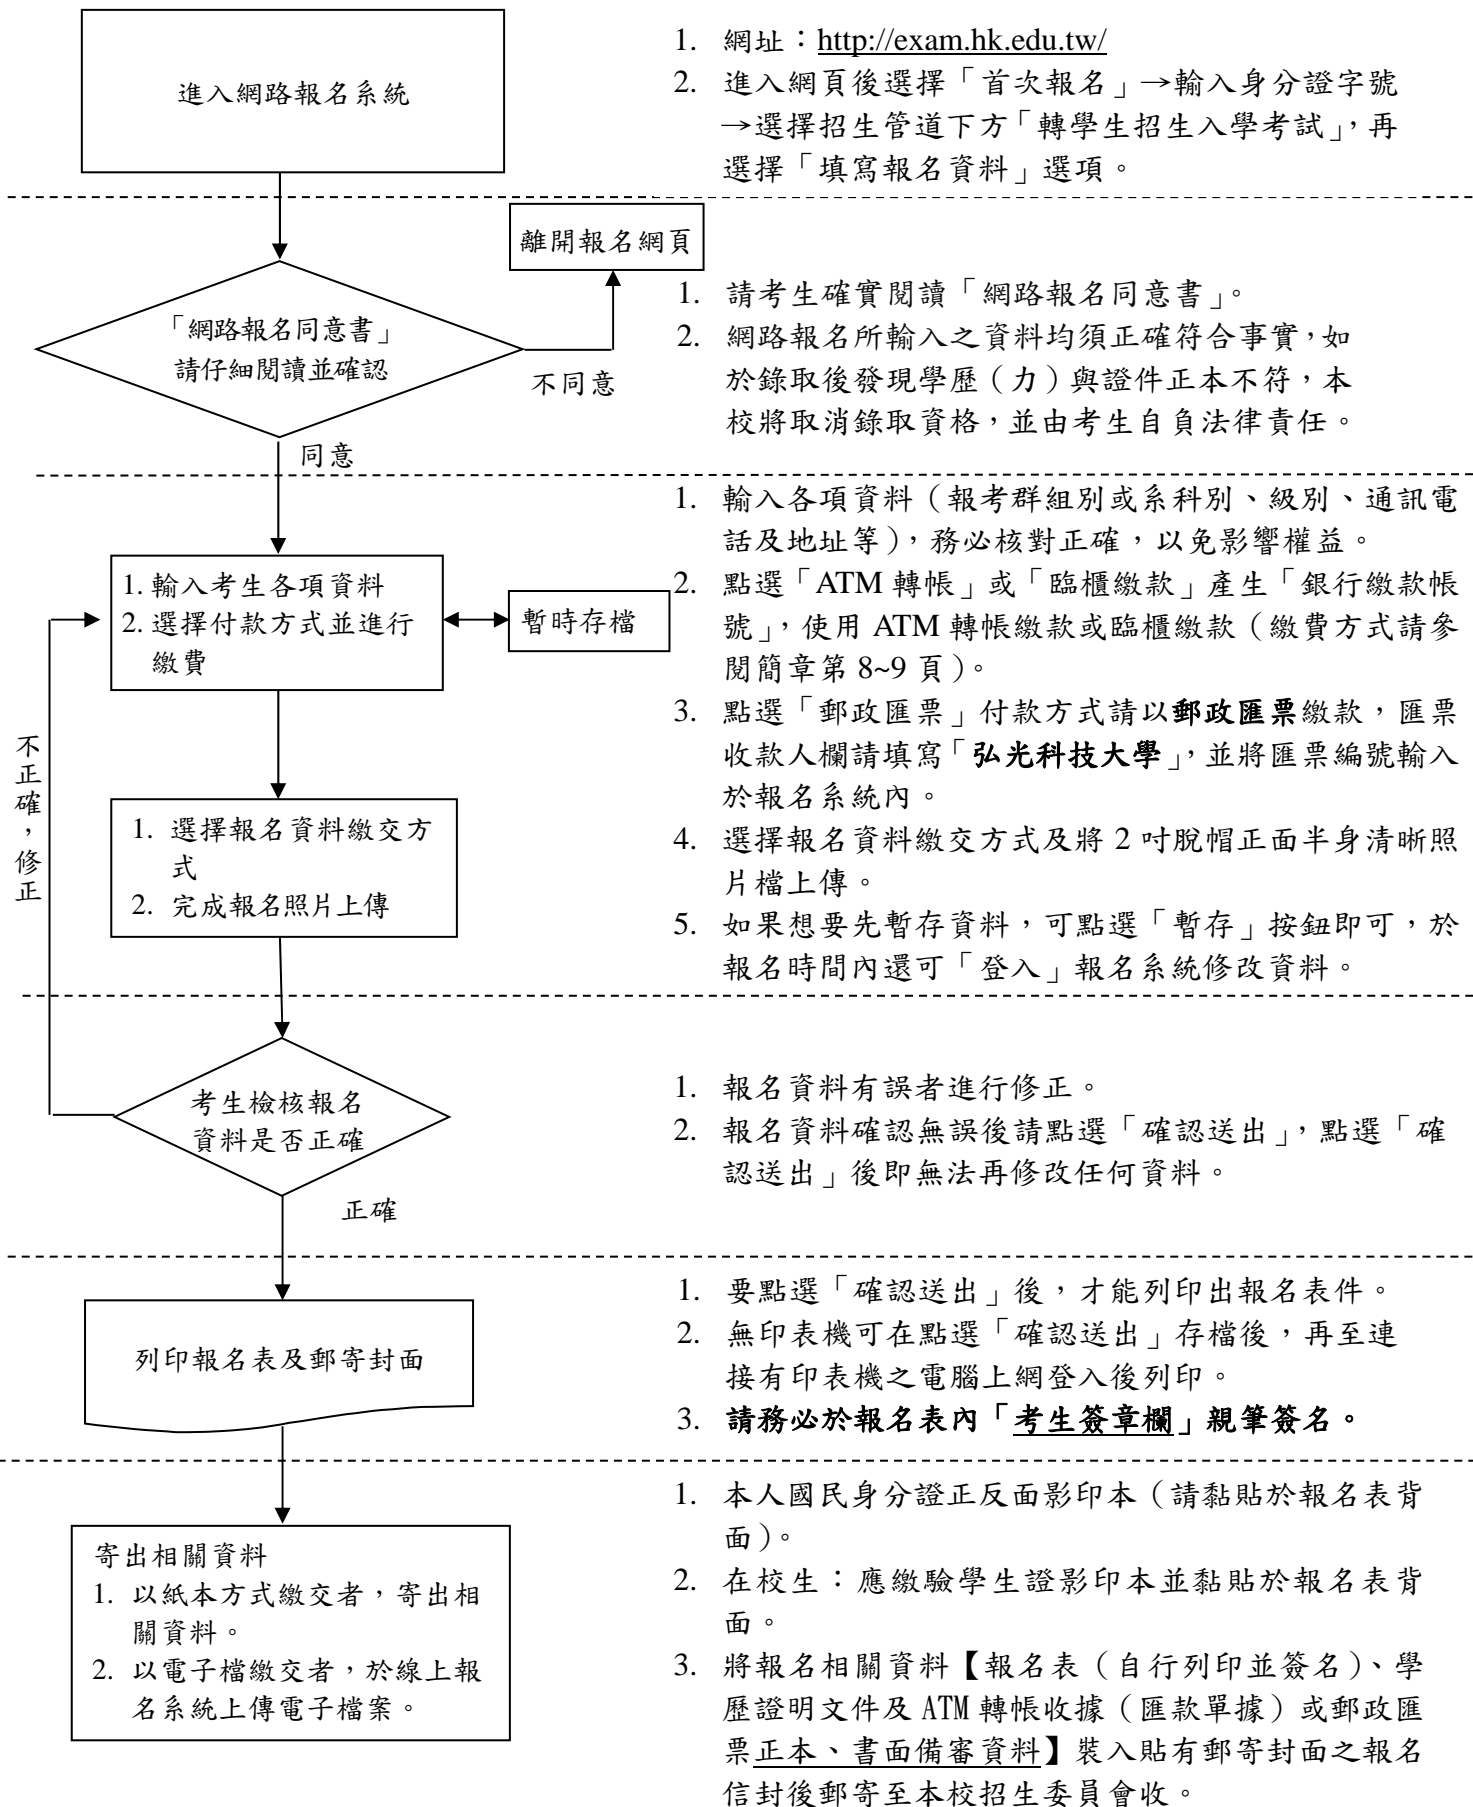 進入網路報名系統
1. 網址：http://exam.hk.edu.tw/
2. 進入網頁後選擇「首次報名」→輸入身分證字號
→選擇招生管道下方「轉學生招生入學考試」，再
選擇「填寫報名資料」選項。
離開報名網頁
「網路報名同意書」
請仔細閱讀並確認
不同意
同意
1. 請考生確實閱讀「網路報名同意書」。
2. 網路報名所輸入之資料均須正確符合事實，如
於錄取後發現學歷（力）與證件正本不符，本
校將取消錄取資格，並由考生自負法律責任。
1. 輸入考生各項資料
2. 選擇付款方式並進行
繳費
暫時存檔
不正確，修正
1. 選擇報名資料繳交方
式
2. 完成報名照片上傳
1. 輸入各項資料（報考群組別或系科別、級別、通訊電
話及地址等），務必核對正確，以免影響權益。
2. 點選「ATM 轉帳」或「臨櫃繳款」產生「銀行繳款帳
號」，使用 ATM 轉帳繳款或臨櫃繳款（繳費方式請參
閱簡章第 8~9 頁）。
3. 點選「郵政匯票」付款方式請以郵政匯票繳款，匯票
收款人欄請填寫「弘光科技大學」，並將匯票編號輸入
於報名系統內。
4. 選擇報名資料繳交方式及將 2 吋脫帽正面半身清晰照
片檔上傳。
5. 如果想要先暫存資料，可點選「暫存」按鈕即可，於
報名時間內還可「登入」報名系統修改資料。
考生檢核報名
資料是否正確
正確
1. 報名資料有誤者進行修正。
2. 報名資料確認無誤後請點選「確認送出」，點選「確
認送出」後即無法再修改任何資料。
列印報名表及郵寄封面
1. 要點選「確認送出」後，才能列印出報名表件。
2. 無印表機可在點選「確認送出」存檔後，再至連
接有印表機之電腦上網登入後列印。
3. 請務必於報名表內「考生簽章欄」親筆簽名。
寄出相關資料
1. 以紙本方式繳交者，寄出相
關資料。
2. 以電子檔繳交者，於線上報
名系統上傳電子檔案。
1. 本人國民身分證正反面影印本（請黏貼於報名表背
面）。
2. 在校生：應繳驗學生證影印本並黏貼於報名表背
面。
3. 將報名相關資料【報名表（自行列印並簽名）、學
歷證明文件及 ATM 轉帳收據（匯款單據）或郵政匯
票正本、書面備審資料】裝入貼有郵寄封面之報名
信封後郵寄至本校招生委員會收。